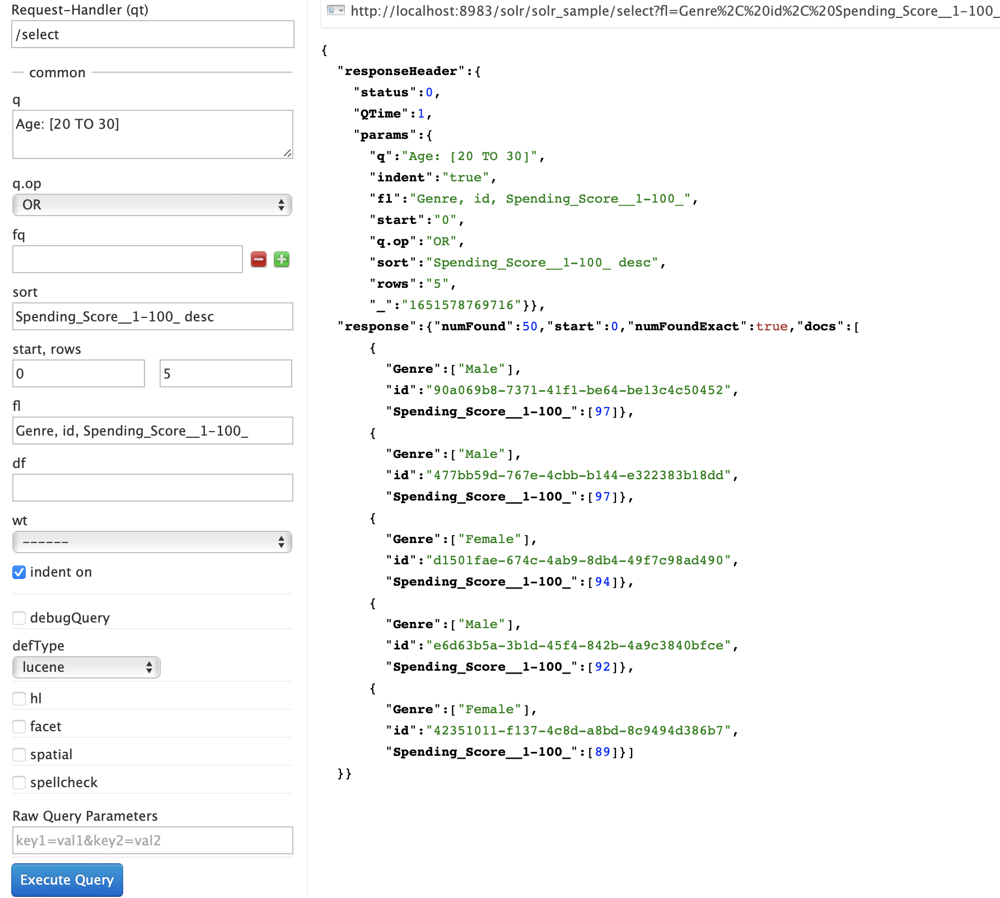 Request-Handler (qt)
/select
common
q
Age: [20 TO 30]
q.op
OR
fq
sort
Spending_Score__1-100_ desc
start, rows
0
5
fl
Genre, id, Spending_Score__1-100_
df
wt
------
indent on
debugQuery
defType
lucene
hl
facet
spatial
spellcheck
Raw Query Parameters
key1=val1&key2=val2
Execute Query
http://localhost:8983/solr/solr_sample/select?fl=Genre%2C%20id%2C%20Spending_Score__1-100_
{
"responseHeader":{
"status":0,
"QTime":1,
"params":{
"q":"Age: [20 TO 30]",
"indent":"true",
"fl":"Genre, id, Spending_Score__1-100_",
"start":"0",
"q.op":"OR",
"sort":"Spending_Score__1-100_ desc",
"rows":"5",
"_":"1651578769716"}},
"response":{"numFound":50,"start":0,"numFoundExact":true,"docs":[
{
"Genre":["Male"],
"id":"90a069b8-7371-41f1-be64-be13c4c50452",
"Spending_Score__1-100_":[97]},
{
"Genre":["Male"],
"id":"477bb59d-767e-4cbb-b144-e322383b18dd",
"Spending_Score__1-100_":[97]},
{
"Genre":["Female"],
"id":"d1501fae-674c-4ab9-8db4-49f7c98ad490",
"Spending_Score__1-100_":[94]},
{
"Genre":["Male"],
"id":"e6d63b5a-3b1d-45f4-842b-4a9c3840bfce",
"Spending_Score__1-100_":[92]},
{
"Genre":["Female"],
"id":"42351011-f137-4c8d-a8bd-8c9494d386b7",
"Spending_Score__1-100_":[89]}]
}}